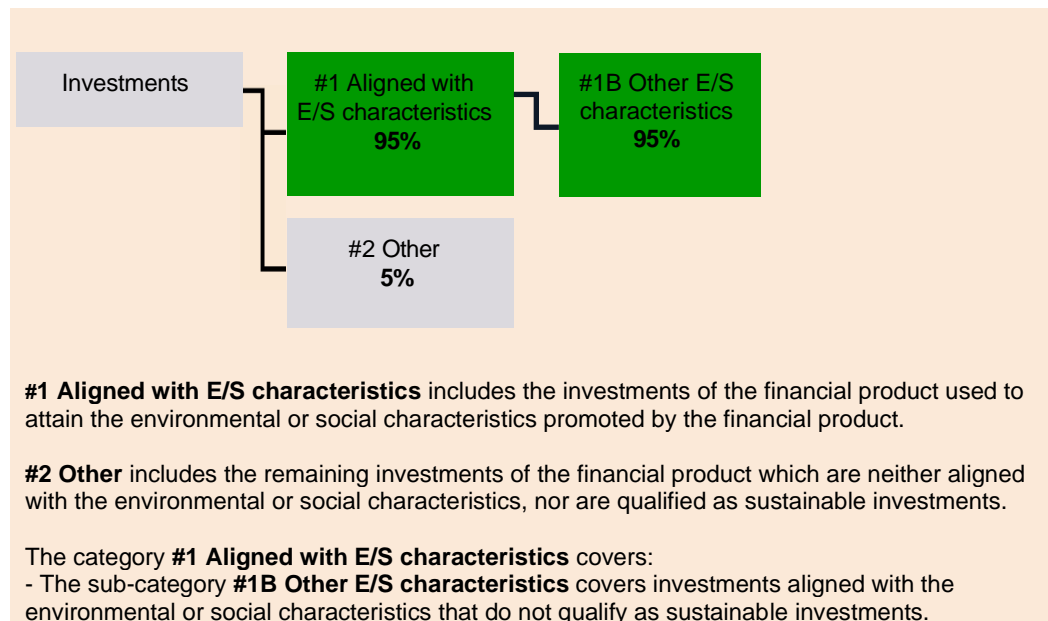 Investments
#1 Aligned with
E/S characteristics
95%
#1B Other E/S
characteristics
95%
#2 Other
5%
#1 Aligned with E/S characteristics includes the investments of the financial product used to
attain the environmental or social characteristics promoted by the financial product.
#2 Other includes the remaining investments of the financial product which are neither aligned
with the environmental or social characteristics, nor are qualified as sustainable investments.
The category #1 Aligned with E/S characteristics covers:
- The sub-category #1B Other E/S characteristics covers investments aligned with the
environmental or social characteristics that do not qualify as sustainable investments.